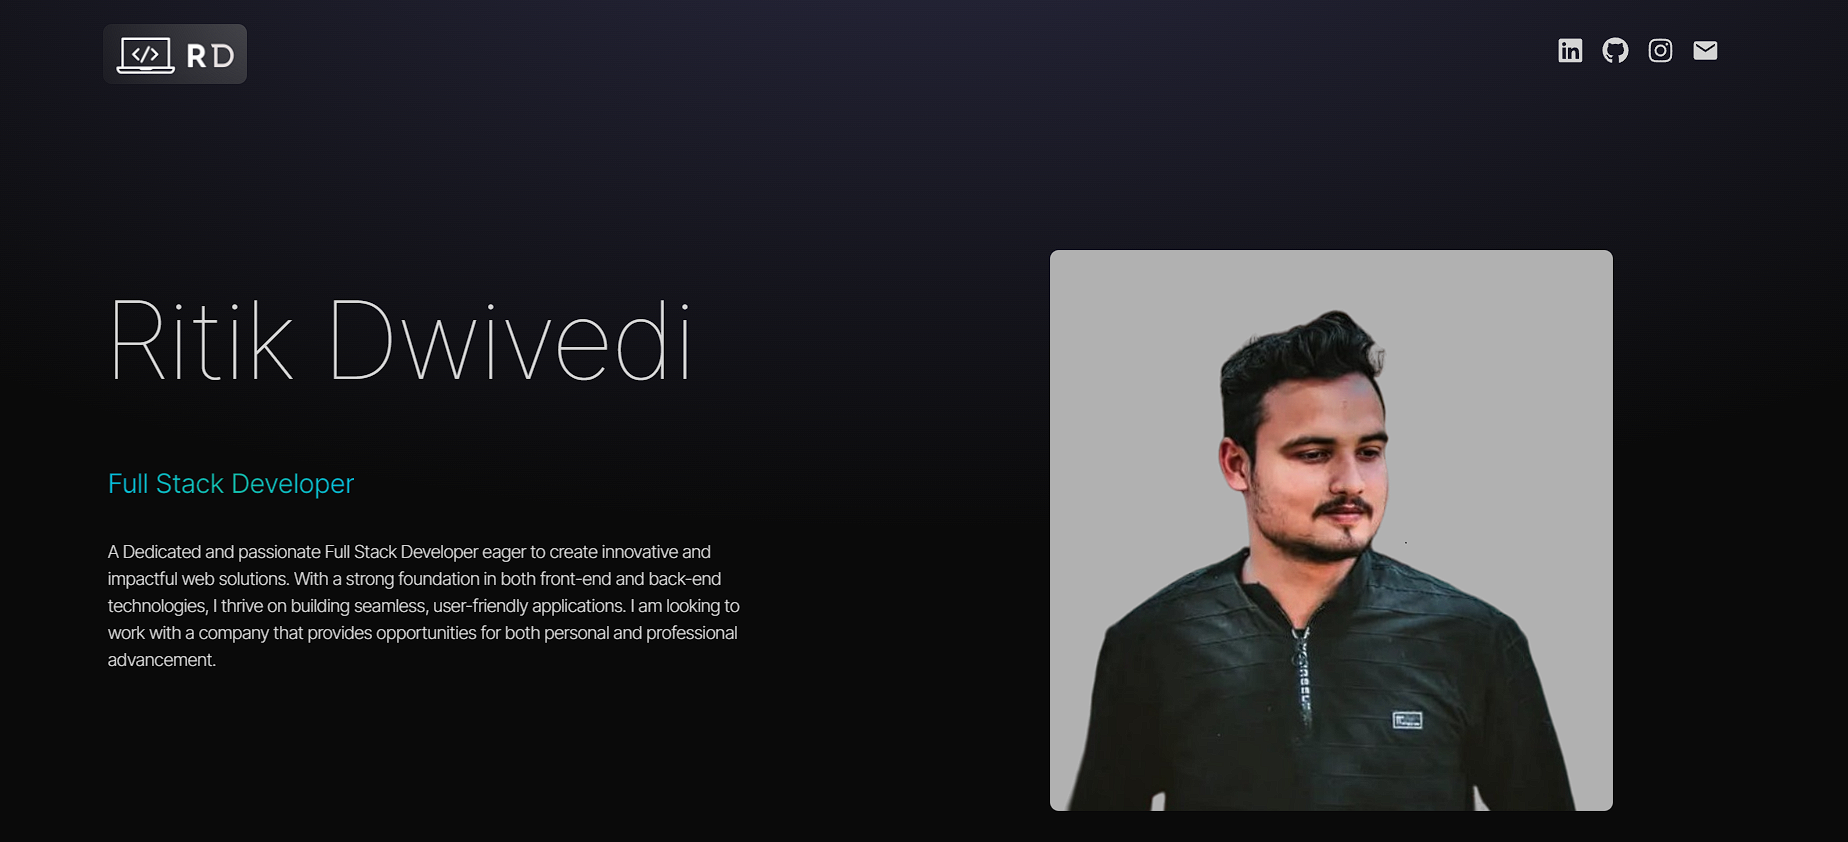 </> RD
in
Ritik Dwivedi
Full Stack Developer
A Dedicated and passionate Full Stack Developer eager to create innovative and
impactful web solutions. With a strong foundation in both front-end and back-end
technologies, I thrive on building seamless, user-friendly applications. I am looking to
work with a company that provides opportunities for both personal and professional
advancement.